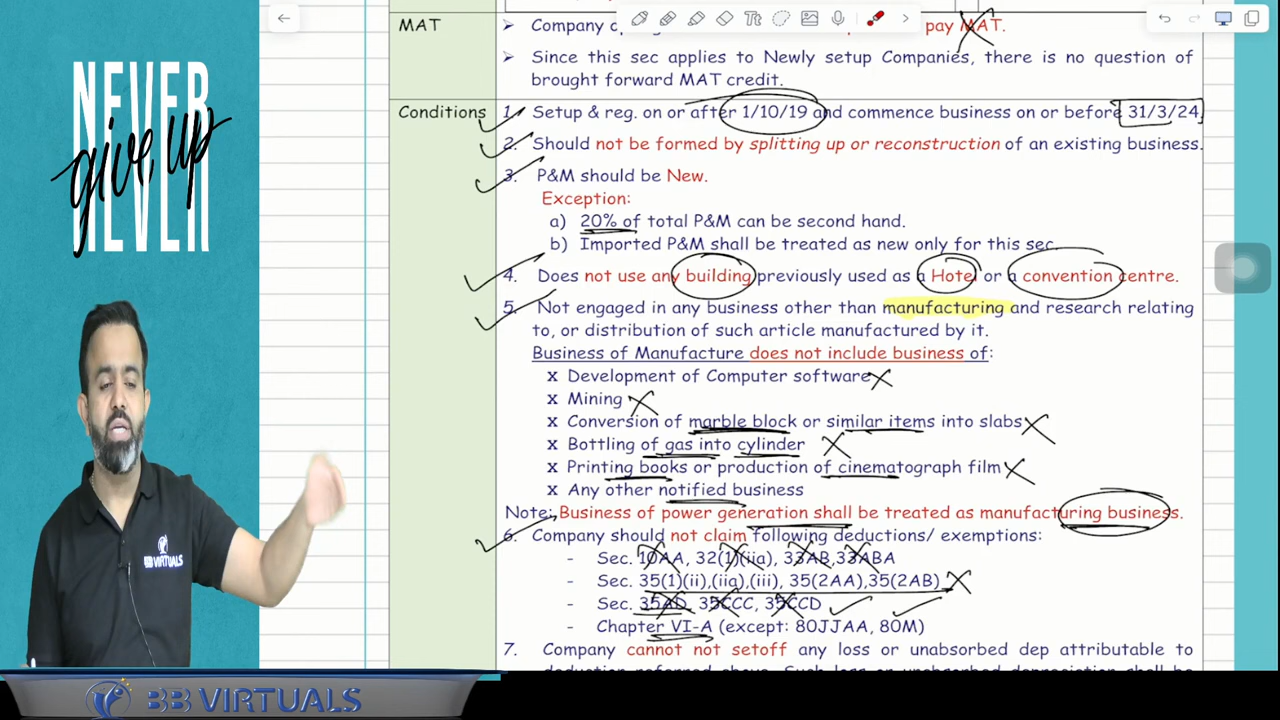 NEVER
give up
NEVER
MAT
➢ Company
pay MAT.
➢ Since this sec applies to Newly setup Companies, there is no question of
brought forward MAT credit.
Conditions
1. Setup & reg. on or after 1/10/19 and commence business on or before 31/3/24.
2. Should not be formed by splitting up or reconstruction of an existing business.
3. P&M should be New.
Exception:
a) 20% of total P&M can be second hand.
b) Imported P&M shall be treated as new only for this sec.
4. Does not use any building previously used as a Hotel or a convention centre.
5. Not engaged in any business other than manufacturing and research relating
to, or distribution of such article manufactured by it.
Business of Manufacture does not include business of:
x Development of Computer software
x Mining
x Conversion of marble block or similar items into slabs
x Bottling of gas into cylinder
x Printing books or production of cinematograph film
x Any other notified business
Note: Business of power generation shall be treated as manufacturing business.
6. Company should not claim following deductions/ exemptions:
- Sec. 10AA, 32(1)(iia), 33AB,33ABA
- Sec. 35(1)(ii),(iia),(iii), 35(2AA),35(2AB)
- Sec. 35AD, 35CCC, 35CCD
- Chapter VI-A (except: 80JJAA, 80M)
7. Company cannot setoff any loss or unabsorbed dep attributable to
deduction referred above. Such loss or unabsorbed depreciation shall be
BB VIRTUALS
BB VIRTUALS